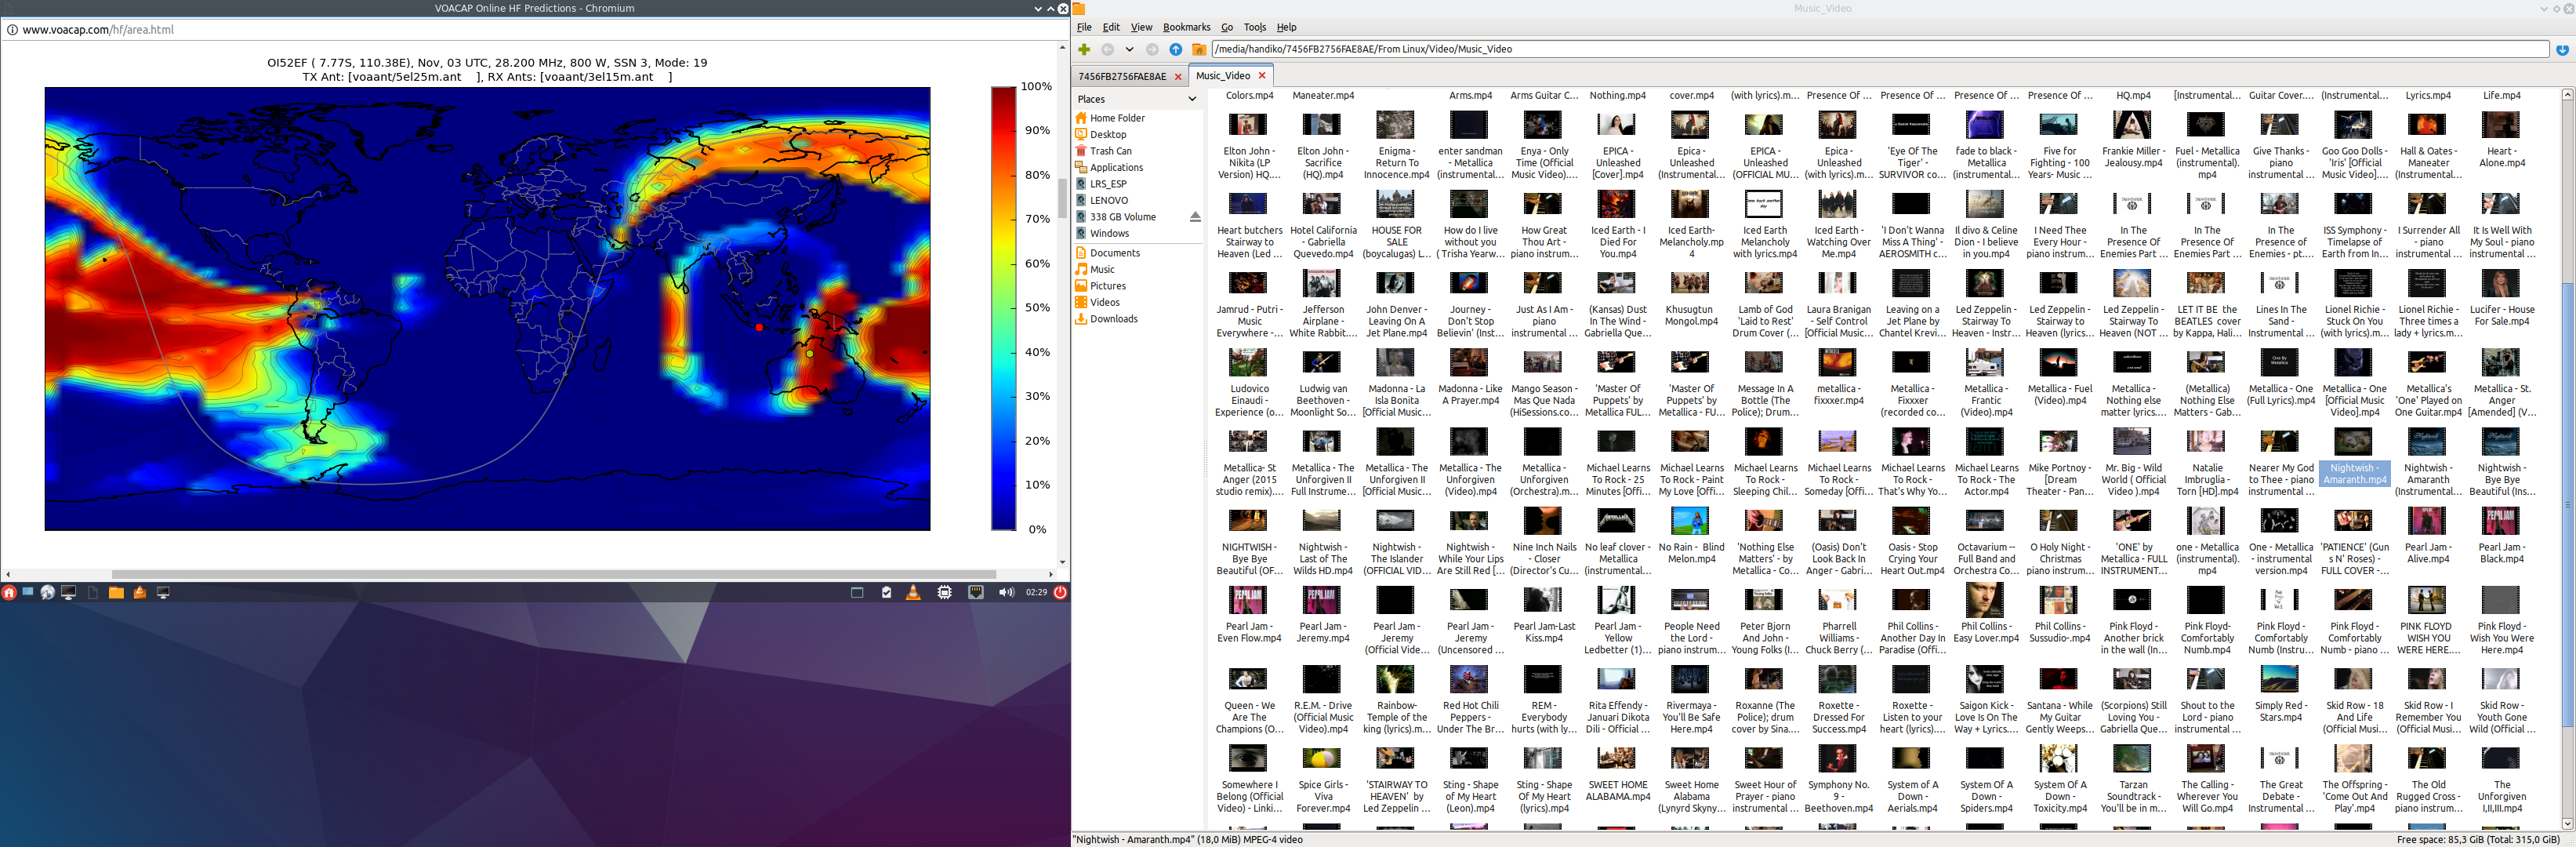 VOACAP Online HF Predictions - Chromium
www.voacap.com/hf/area.html
OI52EF ( 7.77S, 110.38E), Nov, 03 UTC, 28.200 MHz, 800 W, SSN 3, Mode: 19
TX Ant: [voaant/5el25m.ant ], RX Ants: [voaant/3el15m.ant ]
100%
90%
80%
70%
60%
50%
40%
30%
20%
10%
0%
02:29
Music_Video
File Edit View Bookmarks Go Tools Help
/media/handiko/7456FB2756FAE8AE/From Linux/Video/Music_Video
7456FB2756FAE8AE
Music_Video
Places
Home Folder
Desktop
Trash Can
Applications
LRS_ESP
LENOVO
338 GB Volume
Windows
Documents
Music
Pictures
Videos
Downloads
Colors.mp4 Maneater.mp4 Arms.mp4 Arms Guitar C... Nothing.mp4 cover.mp4 (with lyrics).m... Presence Of ... Presence Of ... Presence Of ... Presence Of ... HQ.mp4 [Instrumental... Guitar Cover.... (Instrumental... Lyrics.mp4 Life.mp4
Elton John - Nikita (LP Version) HQ....
Elton John - Sacrifice (HQ).mp4
Enigma - Return To Innocence.mp4
enter sandman - Metallica (instrumental...
Enya - Only Time (Official Music Video)....
EPICA - Unleashed [Cover].mp4
Epica - Unleashed (Instrumental...
EPICA - Unleashed (OFFICIAL MU...
Epica - Unleashed (with lyrics).m...
'Eye Of The Tiger' - SURVIVOR co...
fade to black - Metallica (instrumental...
Five for Fighting - 100 Years- Music ...
Frankie Miller - Jealousy.mp4
Fuel - Metallica (instrumental).mp4
Give Thanks - piano instrumental ...
Goo Goo Dolls - 'Iris' [Official Music Video]....
Hall & Oates - Maneater (Instrumental...
Heart - Alone.mp4
Heart butchers Stairway to Heaven (Led ...
Hotel California - Gabriella Quevedo.mp4
HOUSE FOR SALE (boycalugas) L...
How do I live without you ( Trisha Yearw...
How Great Thou Art - piano instrum...
Iced Earth - I Died For You.mp4
Iced Earth- Melancholy.mp4
Iced Earth Melancholy with lyrics.mp4
Iced Earth - Watching Over Me.mp4
'I Don't Wanna Miss A Thing' - AEROSMITH c...
Il divo & Celine Dion - I believe in you.mp4
I Need Thee Every Hour - piano instrum...
In The Presence Of Enemies Part ...
In The Presence Of Enemies Part ...
In The Presence of Enemies - pt....
ISS Symphony - Timelapse of Earth from In...
I Surrender All - piano instrumental ...
It Is Well With My Soul - piano instrumental ...
Jamrud - Putri - Music Everywhere -...
Jefferson Airplane - White Rabbit....
John Denver - Leaving On A Jet Plane.mp4
Journey - Don't Stop Believin' (Inst...
Just As I Am - piano instrumental ...
(Kansas) Dust In The Wind - Gabriella Que...
Khusugtun Mongol.mp4
Lamb of God 'Laid to Rest' Drum Cover (...
Laura Branigan - Self Control [Official Music...
Leaving on a Jet Plane by Chantel Krevi...
Led Zeppelin - Stairway To Heaven - Instr...
Led Zeppelin - Stairway to Heaven (lyrics...
Led Zeppelin - Stairway To Heaven (NOT ...
LET IT BE the BEATLES cover by Kappa, Hali...
Lines In The Sand - Instrumental ...
Lionel Richie - Stuck On You (with lyrics).m...
Lionel Richie - Three times a lady + lyrics.m...
Lucifer - House For Sale.mp4
Ludovico Einaudi - Experience (o...
Ludwig van Beethoven - Moonlight So...
Madonna - La Isla Bonita [Official Music...
Madonna - Like A Prayer.mp4
Mango Season - Mas Que Nada (HiSessions.co...
'Master Of Puppets' by Metallica FUL...
'Master Of Puppets' by Metallica - FU...
Message In A Bottle (The Police); Drum...
metallica - fixxxer.mp4
Metallica - Fixxxer (recorded co...
Metallica - Frantic (Video).mp4
Metallica - Fuel (Video).mp4
Metallica - Nothing else matter lyrics....
(Metallica) Nothing Else Matters - Gab...
Metallica - One (Full Lyrics).mp4
Metallica - One [Official Music Video].mp4
Metallica's 'One' Played on One Guitar.mp4
Metallica - St. Anger [Amended] (V...
Metallica- St Anger (2015 studio remix)....
Metallica - The Unforgiven II Full Instrume...
Metallica - The Unforgiven II [Official Music...
Metallica - The Unforgiven (Video).mp4
Metallica - Unforgiven (Orchestra).m...
Michael Learns To Rock - 25 Minutes [Offi...
Michael Learns To Rock - Paint My Love [Offi...
Michael Learns To Rock - Sleeping Chil...
Michael Learns To Rock - Someday [Offi...
Michael Learns To Rock - That's Why Yo...
Michael Learns To Rock - The Actor.mp4
Mike Portnoy - [Dream Theater - Pan...
Mr. Big - Wild World ( Official Video ).mp4
Natalie Imbruglia - Torn [HD].mp4
Nearer My God to Thee - piano instrumental ...
Nightwish - Amaranth.mp4
Nightwish - Amaranth (Instrumental...
Nightwish - Bye Bye Beautiful (Ins...
NIGHTWISH - Bye Bye Beautiful (OF...
Nightwish - Last of The Wilds HD.mp4
Nightwish - The Islander (OFFICIAL VID...
Nightwish - While Your Lips Are Still Red [...
Nine Inch Nails - Closer (Director's Cu...
No leaf clover - Metallica (instrumental...
No Rain - Blind Melon.mp4
'Nothing Else Matters' - by Metallica - Co...
(Oasis) Don't Look Back In Anger - Gabri...
Oasis - Stop Crying Your Heart Out.mp4
Octavarium -- Full Band and Orchestra Co...
O Holy Night - Christmas piano instrum...
'ONE' by Metallica - FULL INSTRUMENT...
one - Metallica (instrumental).mp4
One - Metallica - instrumental version.mp4
'PATIENCE' (Guns N' Roses) - FULL COVER -...
Pearl Jam - Alive.mp4
Pearl Jam - Black.mp4
Pearl Jam - Even Flow.mp4
Pearl Jam - Jeremy.mp4
Pearl Jam - Jeremy (Official Vide...
Pearl Jam - Jeremy (Uncensored ...
Pearl Jam-Last Kiss.mp4
Pearl Jam - Yellow Ledbetter (1)....
People Need the Lord - piano instrum...
Peter Bjorn And John - Young Folks (I...
Pharrell Williams - Chuck Berry (...
Phil Collins - Another Day In Paradise (Offi...
Phil Collins - Easy Lover.mp4
Phil Collins - Sussudio-.mp4
Pink Floyd - Another brick in the wall (In...
Pink Floyd- Comfortably Numb.mp4
Pink Floyd - Comfortably Numb (Instru...
Pink Floyd - Comfortably Numb - piano ...
PINK FLOYD WISH YOU WERE HERE....
Pink Floyd - Wish You Were Here.mp4
Queen - We Are The Champions (O...
R.E.M. - Drive (Official Music Video).mp4
Rainbow- Temple of the king (lyrics).m...
Red Hot Chili Peppers - Under The Br...
REM - Everybody hurts (with ly...
Rita Effendy - Januari Dikota Dili - Official ...
Rivermaya - You'll Be Safe Here.mp4
Roxanne (The Police); drum cover by Sina....
Roxette - Dressed For Success.mp4
Roxette - Listen to your heart (lyrics)....
Saigon Kick - Love Is On The Way + Lyrics....
Santana - While My Guitar Gently Weeps...
(Scorpions) Still Loving You - Gabriella Que...
Shout to the Lord - piano instrumental ...
Simply Red - Stars.mp4
Skid Row - 18 And Life (Official Musi...
Skid Row - I Remember You (Official Musi...
Skid Row - Youth Gone Wild (Official ...
Somewhere I Belong (Official Video) - Linki...
Spice Girls - Viva Forever.mp4
'STAIRWAY TO HEAVEN' by Led Zeppelin ...
Sting - Shape of My Heart (Leon).mp4
Sting - Shape Of My Heart (lyrics).mp4
SWEET HOME ALABAMA.mp4
Sweet Home Alabama (Lynyrd Skyny...
Sweet Hour of Prayer - piano instrumental ...
Symphony No. 9 - Beethoven.mp4
System of A Down - Aerials.mp4
System Of A Down - Spiders.mp4
System Of A Down - Toxicity.mp4
Tarzan Soundtrack - You'll be in m...
The Calling - Wherever You Will Go.mp4
The Great Debate - Instrumental ...
The Offspring - 'Come Out And Play'.mp4
The Old Rugged Cross - piano instrum...
The Unforgiven I,II,III.mp4
"Nightwish - Amaranth.mp4" (18,0 MiB) MPEG-4 video
Free space: 85,3 GiB (Total: 315,0 GiB)